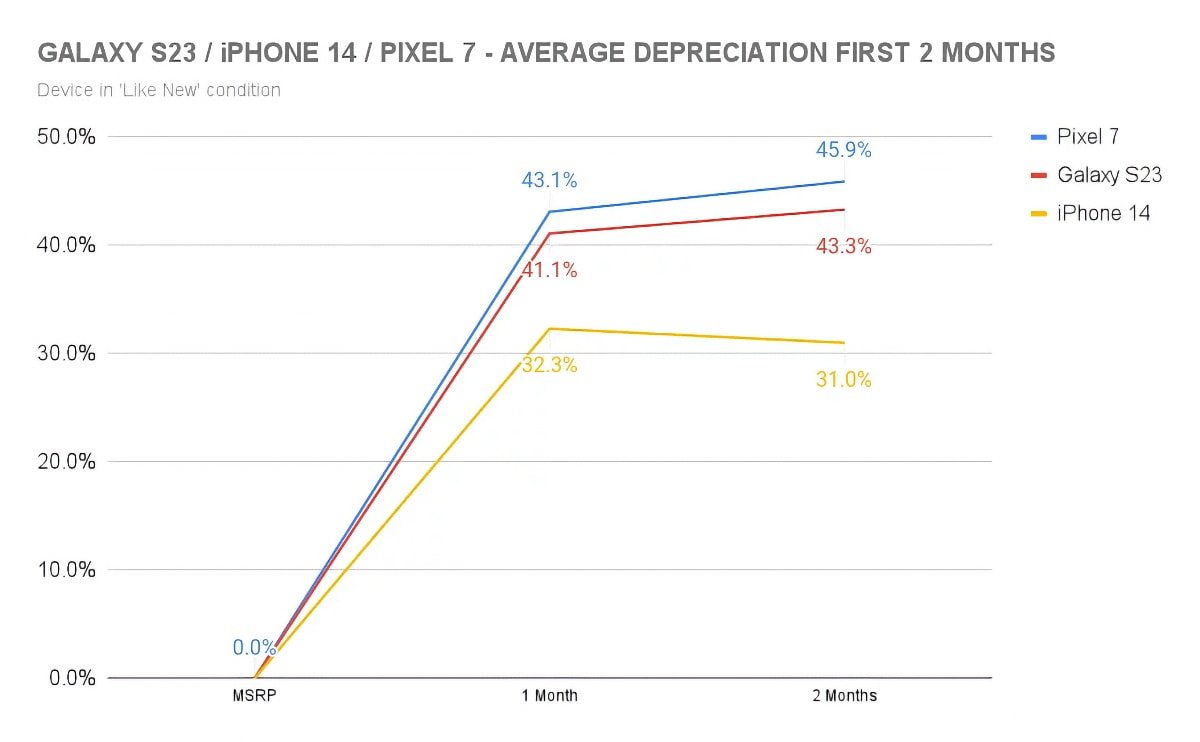 GALAXY S23 / iPHONE 14 / PIXEL 7 - AVERAGE DEPRECIATION FIRST 2 MONTHS
Device in 'Like New' condition
50.0%
40.0%
30.0%
20.0%
10.0%
0.0%
Pixel 7
Galaxy S23
iPhone 14
45.9%
43.1%
43.3%
41.1%
32.3%
31.0%
0.0%
MSRP
1 Month
2 Months